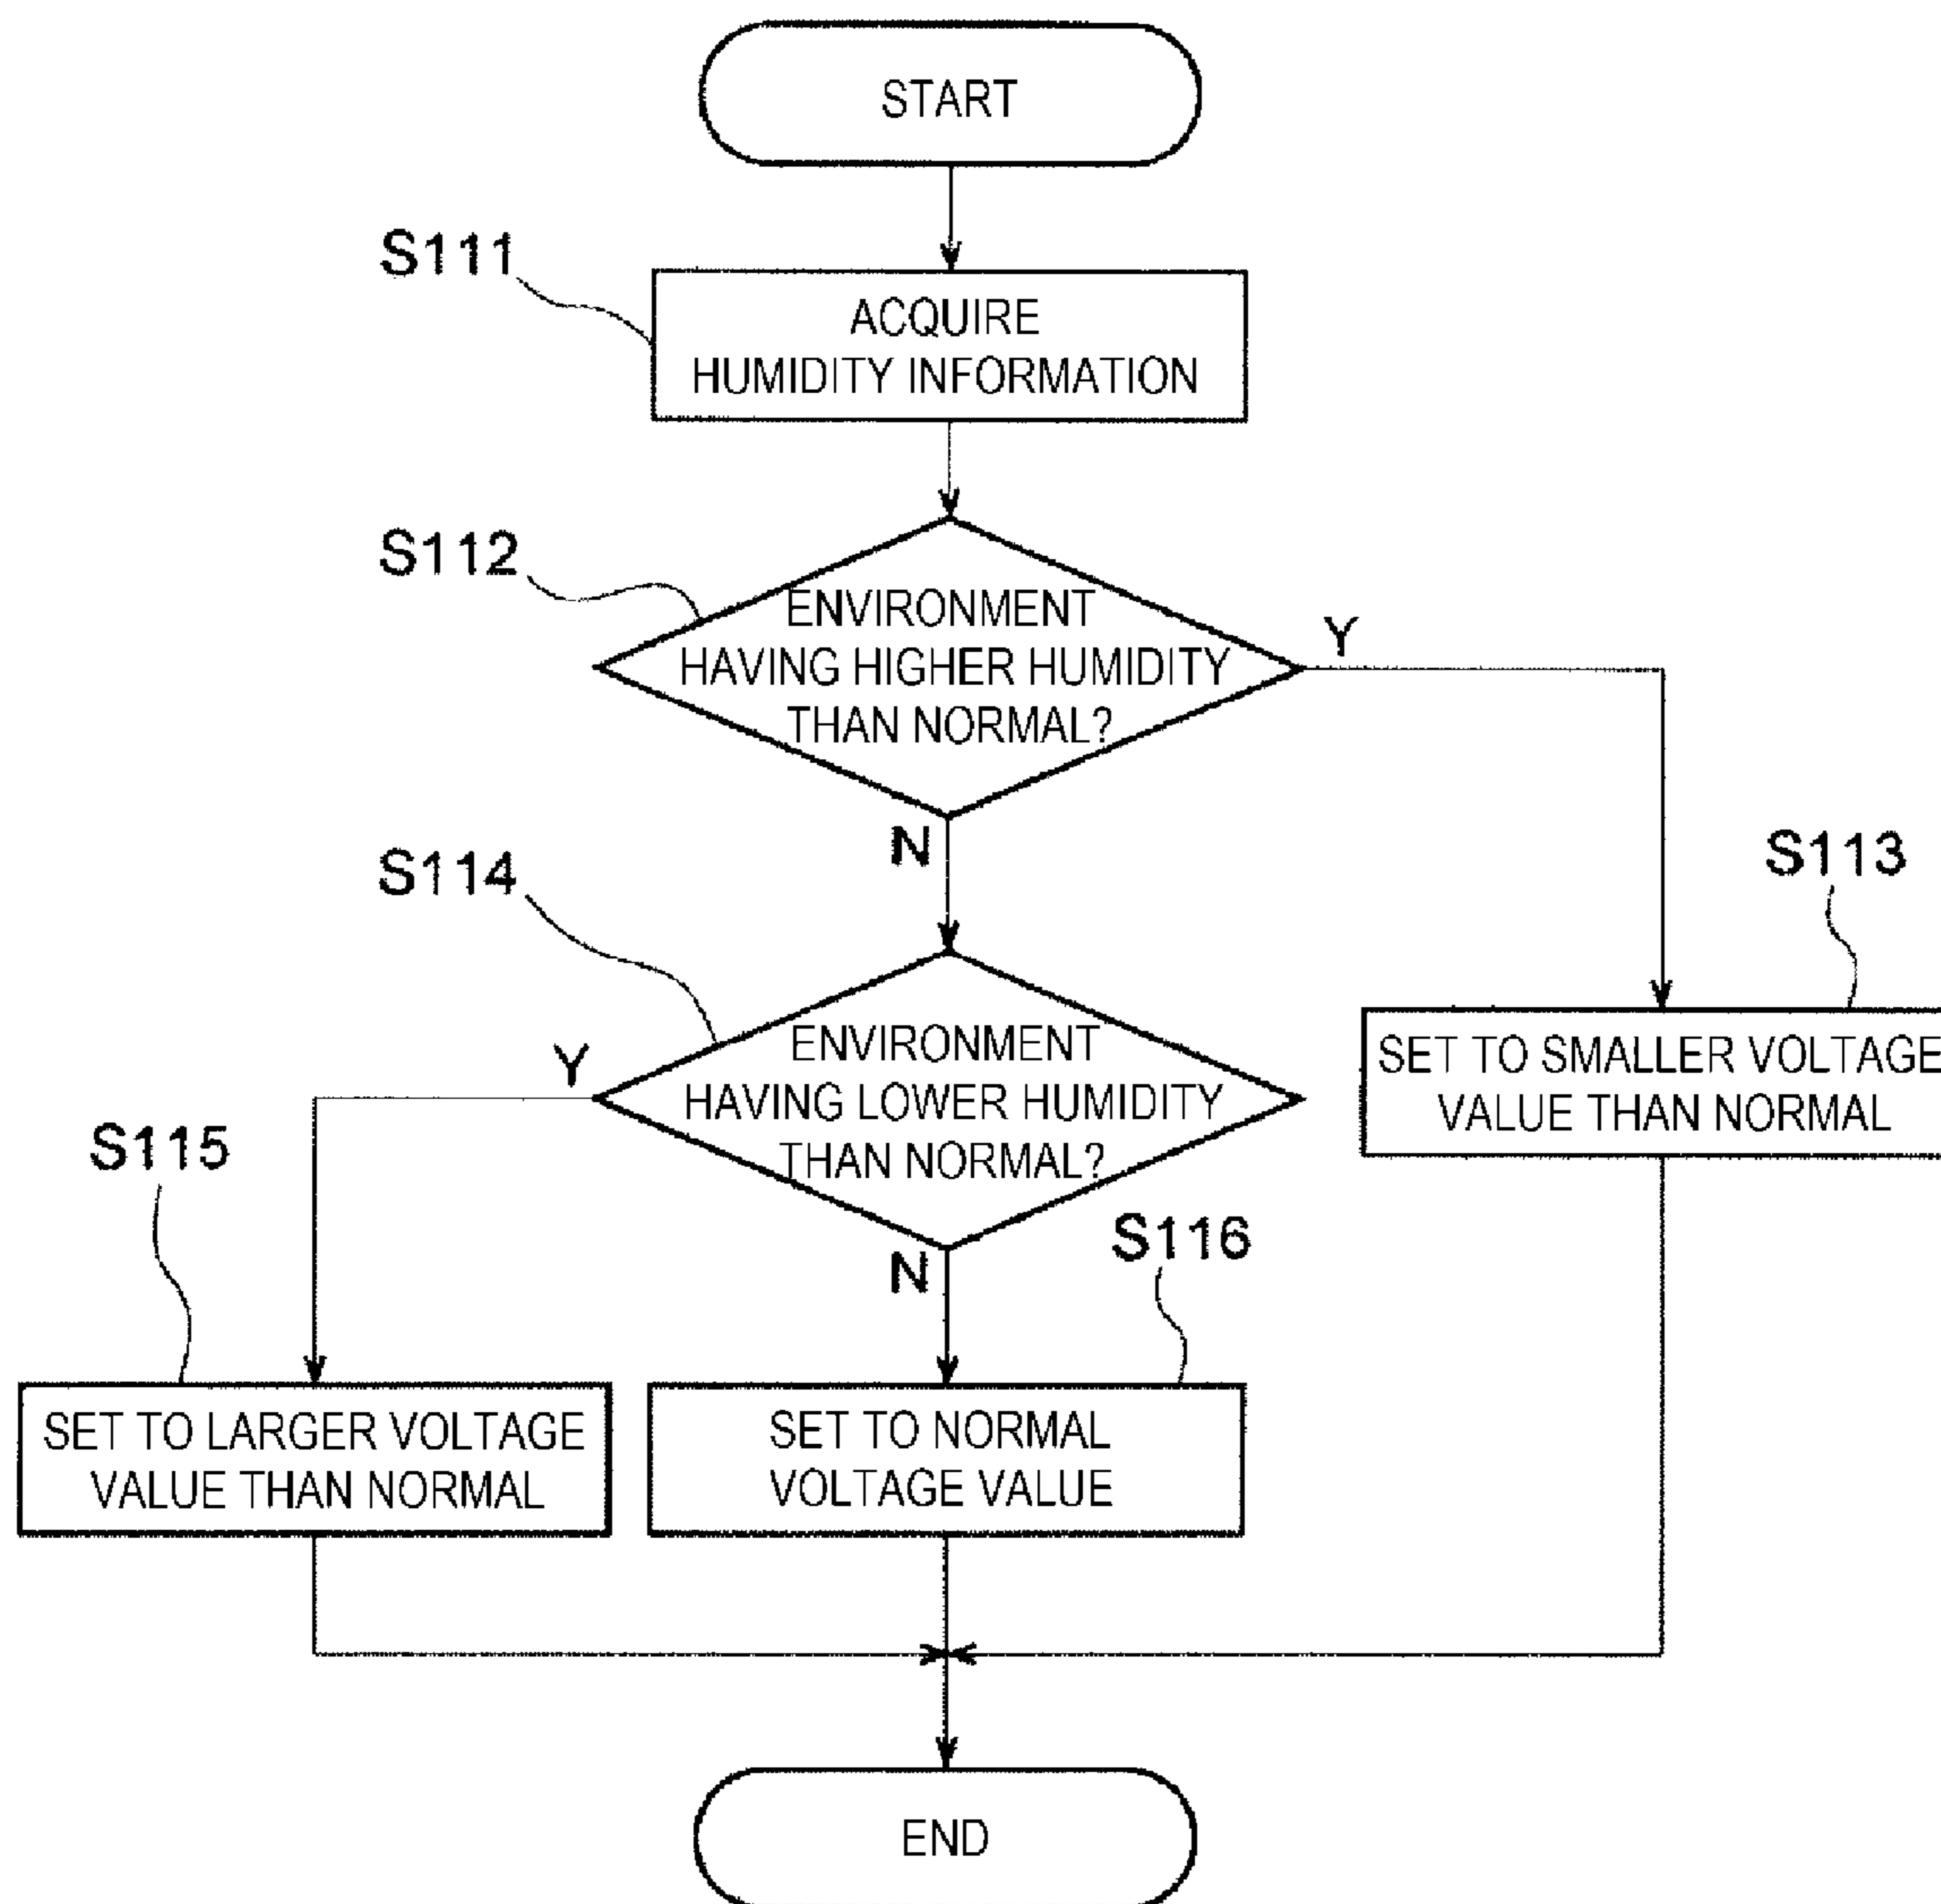 START
S111
ACQUIRE
HUMIDITY INFORMATION
S112
ENVIRONMENT
HAVING HIGHER HUMIDITY
THAN NORMAL?
Y
N
S113
SET TO SMALLER VOLTAGE
VALUE THAN NORMAL
S114
ENVIRONMENT
HAVING LOWER HUMIDITY
THAN NORMAL?
Y
N
S115
SET TO LARGER VOLTAGE
VALUE THAN NORMAL
S116
SET TO NORMAL
VOLTAGE VALUE
END